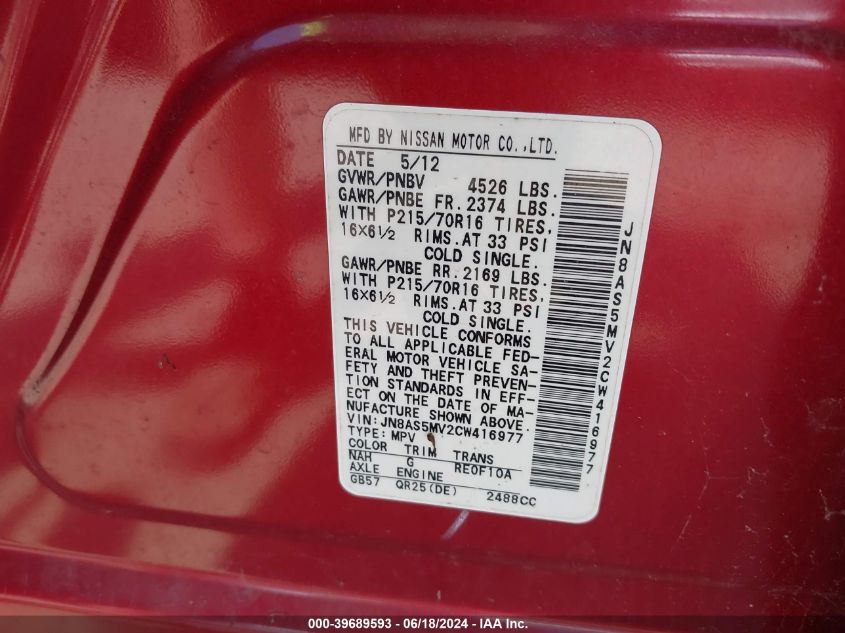 MFD BY NISSAN MOTOR CO.,LTD.
DATE 5/12
GVWR/PNBV 4526 LBS.
GAWR/PNBE FR. 2374 LBS.
WITH P215/70R16 TIRES,
16X6½ RIMS.AT 33 PSI
COLD SINGLE.
GAWR/PNBE RR. 2169 LBS.
WITH P215/70R16 TIRES,
16X6½ RIMS.AT 33 PSI
COLD SINGLE.
THIS VEHICLE CONFORMS
TO ALL APPLICABLE FED-
ERAL MOTOR VEHICLE SA-
FETY AND THEFT PREVEN-
TION STANDARDS IN EFF-
ECT ON THE DATE OF MA-
NUFACTURE SHOWN ABOVE.
VIN: JN8AS5MV2CW416977
TYPE: MPV
COLOR TRIM TRANS
NAH G RE0F10A
AXLE ENGINE
GB57 QR25(DE) 2488CC
JN8AS5MV2CW416977
000-39689593 - 06/18/2024 - IAA Inc.